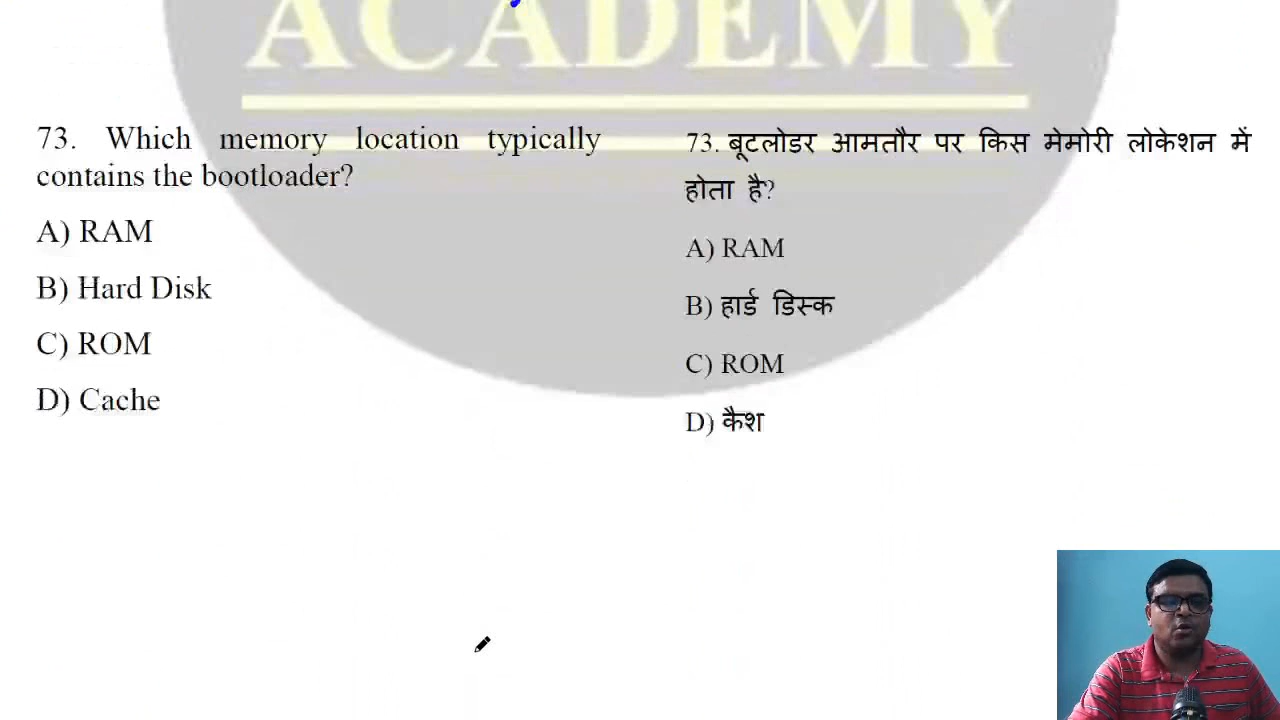 ACADEMY
73. Which memory location typically
contains the bootloader?
A) RAM
B) Hard Disk
C) ROM
D) Cache
73. बूटलोडर आमतौर पर किस मेमोरी लोकेशन में
होता है?
A) RAM
B) हार्ड डिस्क
C) ROM
D) कैश